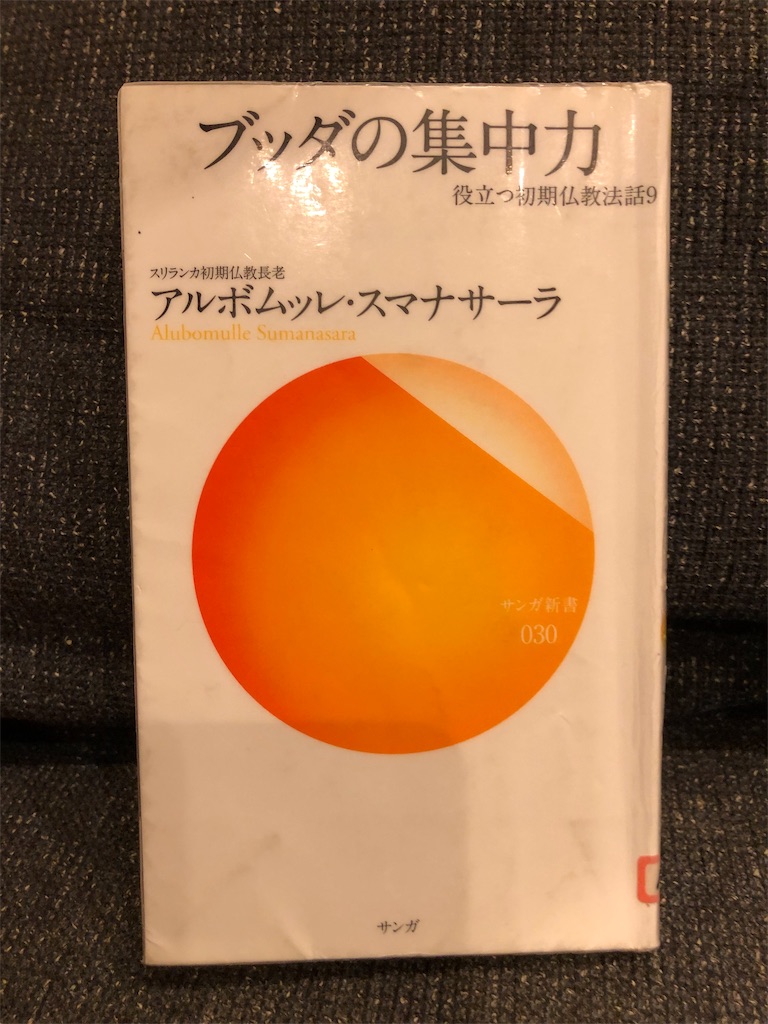 ブッダの集中力
役立つ初期仏教法話9
スリランカ初期仏教長老
アルボムッレ・スマナサーラ
Alubomulle Sumanasara
サンガ新書
030
サンガ